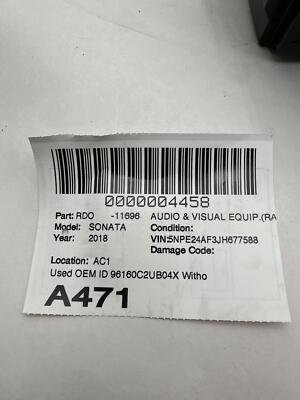 0000004458
Part: RDO -11696 AUDIO & VISUAL EQUIP.(RA
Model: SONATA Condition:
Year: 2018 VIN:5NPE24AF3JH677588
Damage Code:
Location: AC1
Used OEM ID 96160C2UB04X Witho
A471